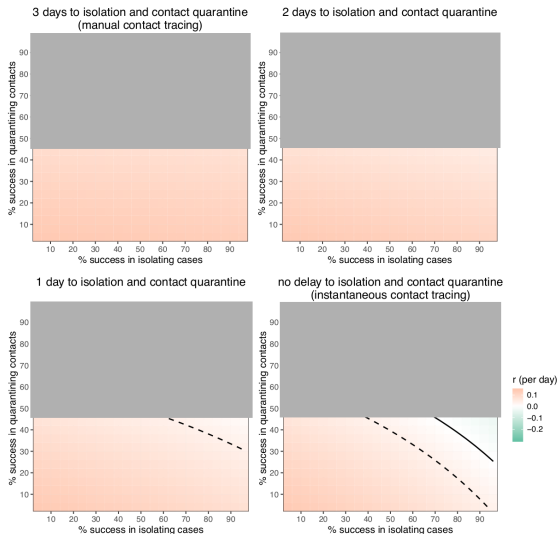 3 days to isolation and contact quarantine
(manual contact tracing)
% success in quarantining contacts
90
80
70
60
50
40
30
20
10
10 20 30 40 50 60 70 80 90
% success in isolating cases
2 days to isolation and contact quarantine
% success in quarantining contacts
90
80
70
60
50
40
30
20
10
10 20 30 40 50 60 70 80 90
% success in isolating cases
1 day to isolation and contact quarantine
% success in quarantining contacts
90
80
70
60
50
40
30
20
10
10 20 30 40 50 60 70 80 90
% success in isolating cases
no delay to isolation and contact quarantine
(instantaneous contact tracing)
% success in quarantining contacts
90
80
70
60
50
40
30
20
10
10 20 30 40 50 60 70 80 90
% success in isolating cases
r (per day)
0.1
0.0
−0.1
−0.2